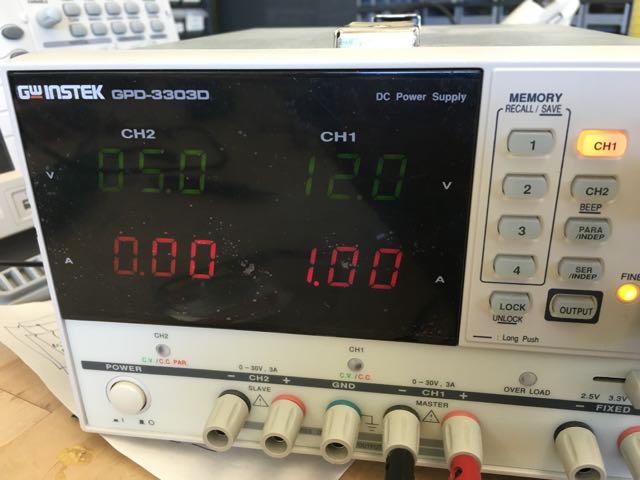 GWINSTEK GPD-3303D
DC Power Supply
CH2 CH1
V 05.0 12.0 V
A 0.00 1.00 A
MEMORY
RECALL / SAVE
1
2
3
4
LOCK
UNLOCK
CH1
CH2
BEEP
PARA
/INDEP
SER
/INDEP
FINE
OUTPUT
: Long Push
POWER
I O
CH2
C.V. / C.C. PAR.
CH1
C.V. / C.C.
0-30V, 3A
− CH2 +
SLAVE
GND
0-30V, 3A
− CH1 +
MASTER
OVER LOAD
2.5V 3.3V
− FIXED